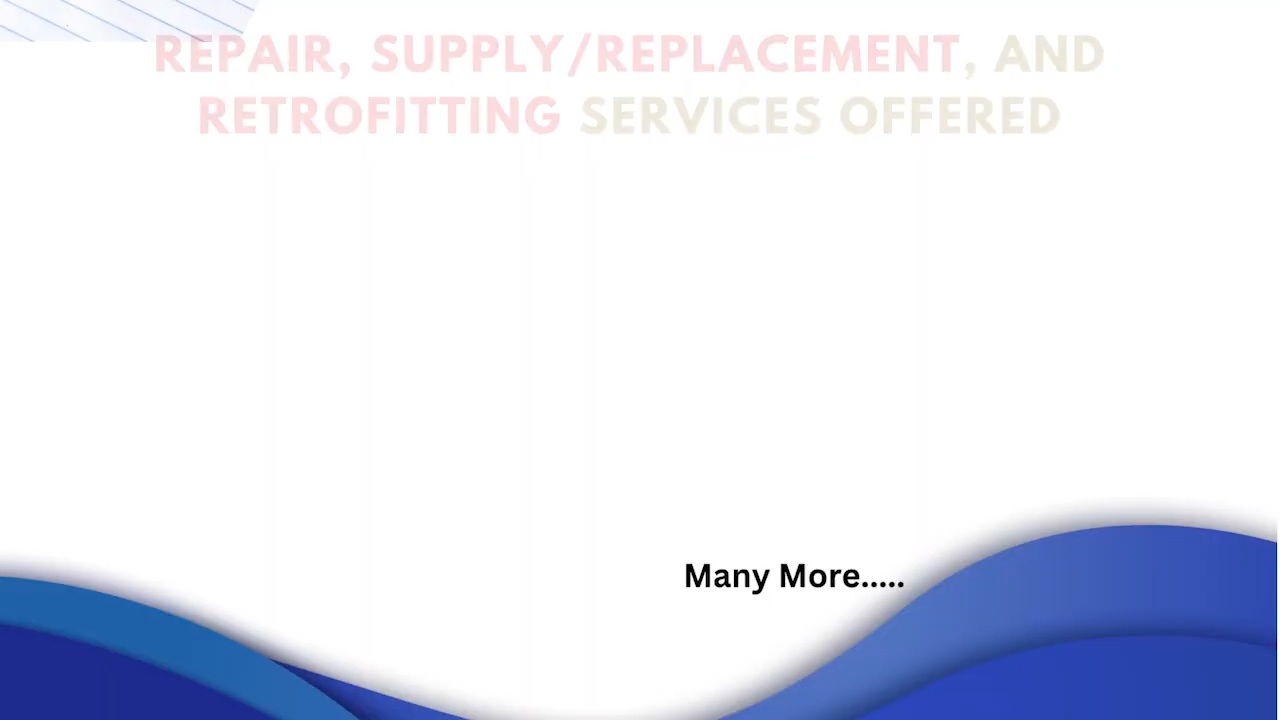 REPAIR, SUPPLY/REPLACEMENT, AND
RETROFITTING SERVICES OFFERED
Many More.....